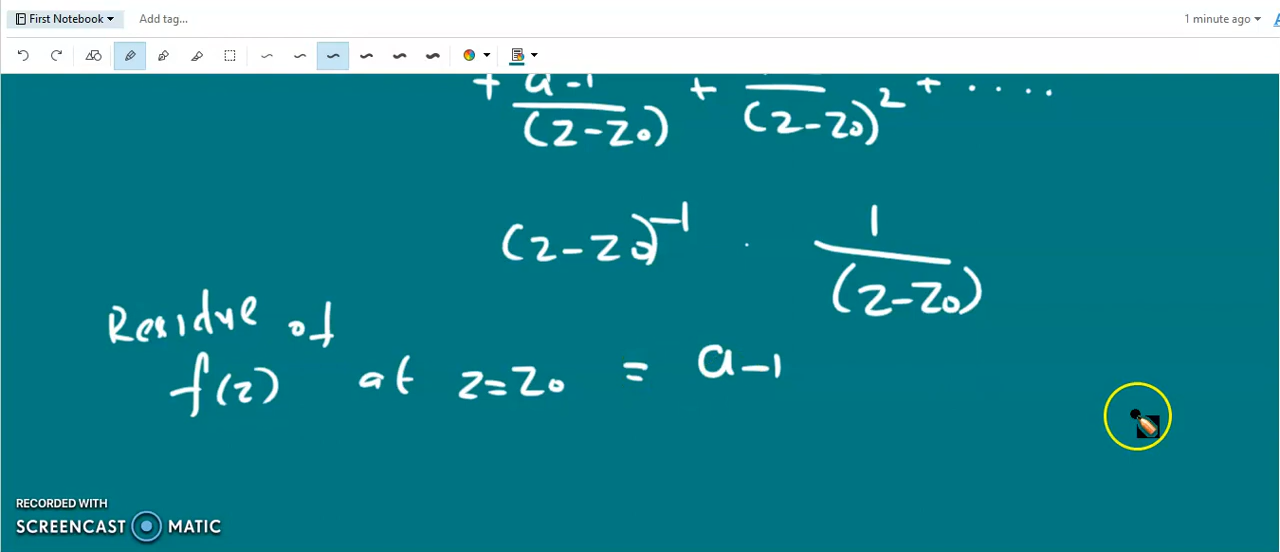 First Notebook Add tag... 1 minute ago
+ a-1/(z-z0) + /(z-z0)^2 + ....
(z-z0)^-1 . 1/(z-z0)
Residue of
f(z) at z=z0 = a-1
RECORDED WITH
SCREENCAST MATIC